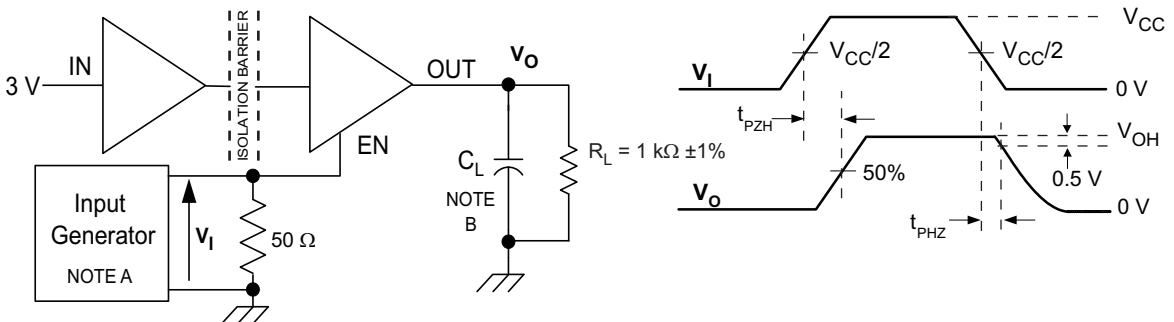 3 V
IN
ISOLATION BARRIER
OUT
EN
V_O
C_L
NOTE
B
R_L = 1 kΩ ±1%
Input
Generator
NOTE A
V_I
50 Ω
V_CC
V_CC/2
V_CC/2
V_I
0 V
t_PZH
V_OH
50%
0.5 V
V_O
0 V
t_PHZ